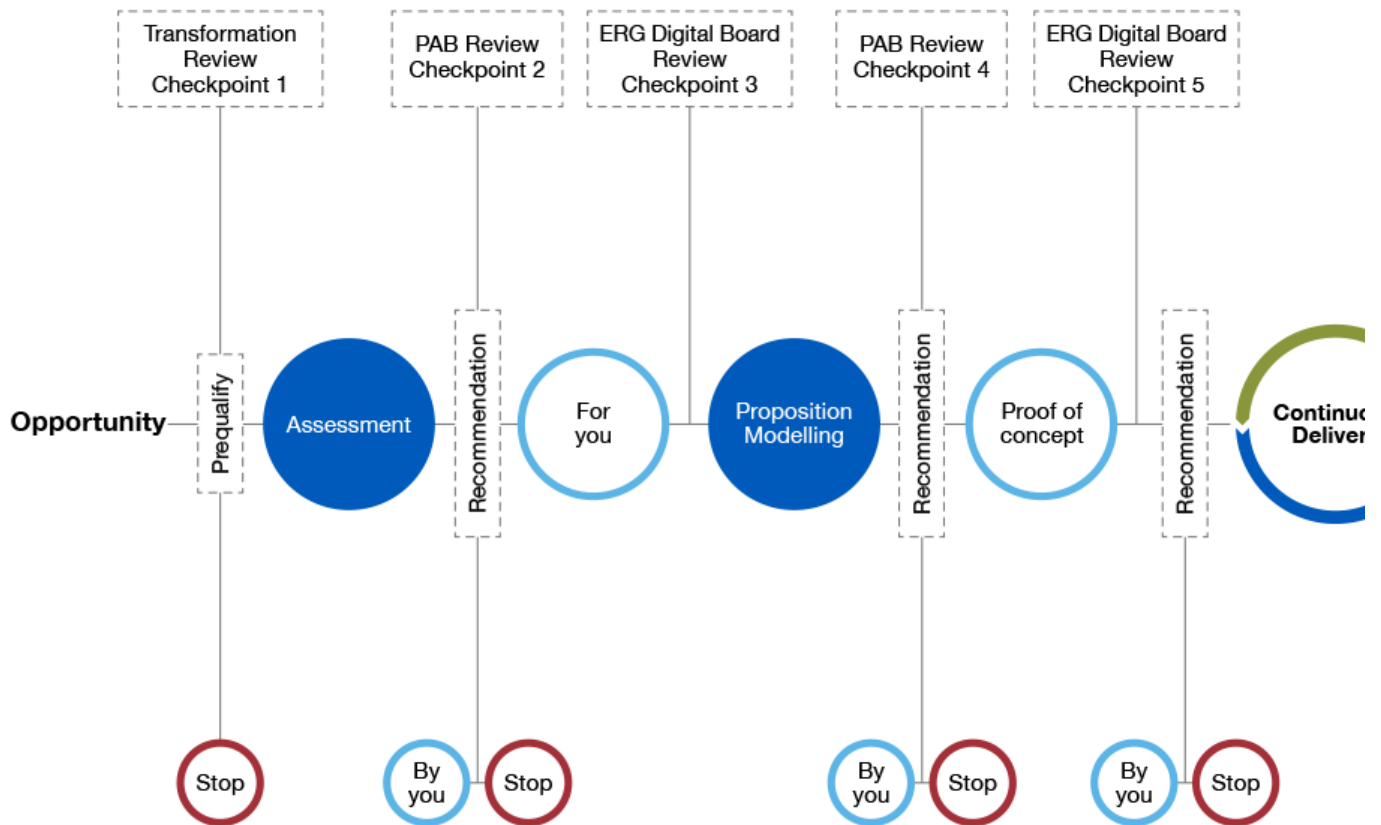 Transformation
Review
Checkpoint 1
PAB Review
Checkpoint 2
ERG Digital Board
Review
Checkpoint 3
PAB Review
Checkpoint 4
ERG Digital Board
Review
Checkpoint 5
Opportunity
Prequalify
Assessment
Recommendation
For
you
Proposition
Modelling
Recommendation
Proof of
concept
Recommendation
Continuo
Deliver
Stop
By
you
Stop
By
you
Stop
By
you
Stop